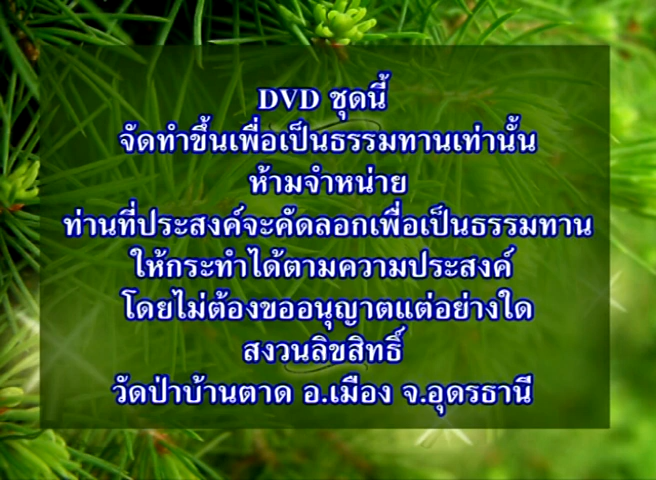 DVD ชุดนี้
จัดทำขึ้นเพื่อเป็นธรรมทานเท่านั้น
ห้ามจำหน่าย
ท่านที่ประสงค์จะคัดลอกเพื่อเป็นธรรมทาน
ให้กระทำได้ตามความประสงค์
โดยไม่ต้องขออนุญาตแต่อย่างใด
สงวนลิขสิทธิ์
วัดป่าบ้านตาด อ.เมือง จ.อุดรธานี